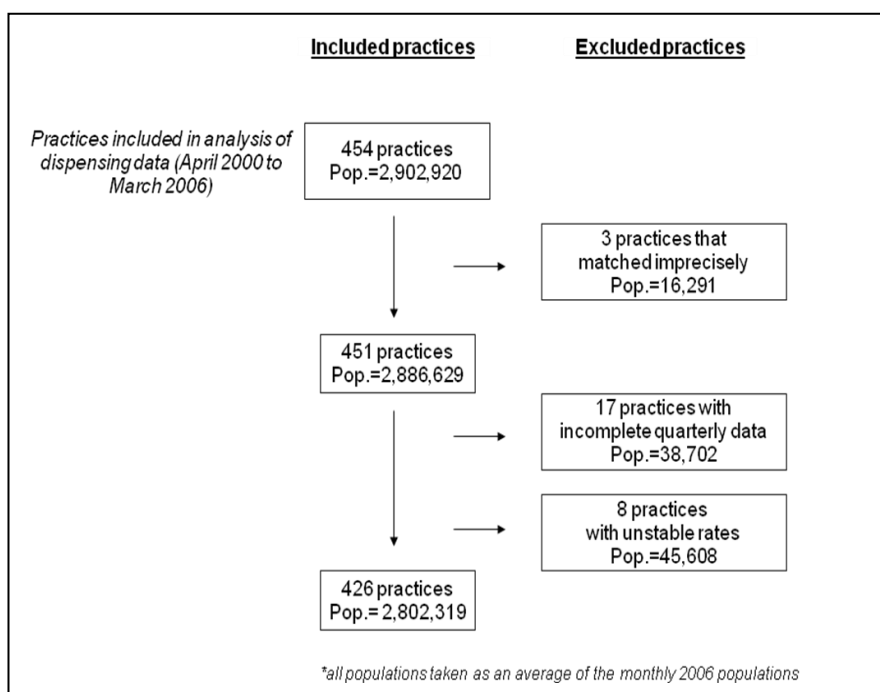 Included practices
Excluded practices
Practices included in analysis of
dispensing data (April 2000 to
March 2006)
454 practices
Pop.=2,902,920
3 practices that
matched imprecisely
Pop.=16,291
451 practices
Pop.=2,886,629
17 practices with
incomplete quarterly data
Pop.=38,702
8 practices
with unstable rates
Pop.=45,608
426 practices
Pop.=2,802,319
*all populations taken as an average of the monthly 2006 populations